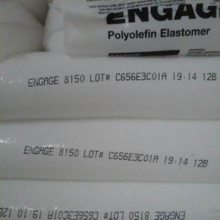 ENGAGE
Polyolefin Elastomer
ENGAGE 8150 LOT# C656E3C01A 19:14 12B
ENGAGE 8150 LOT# C656E3C01A 19:14 12B